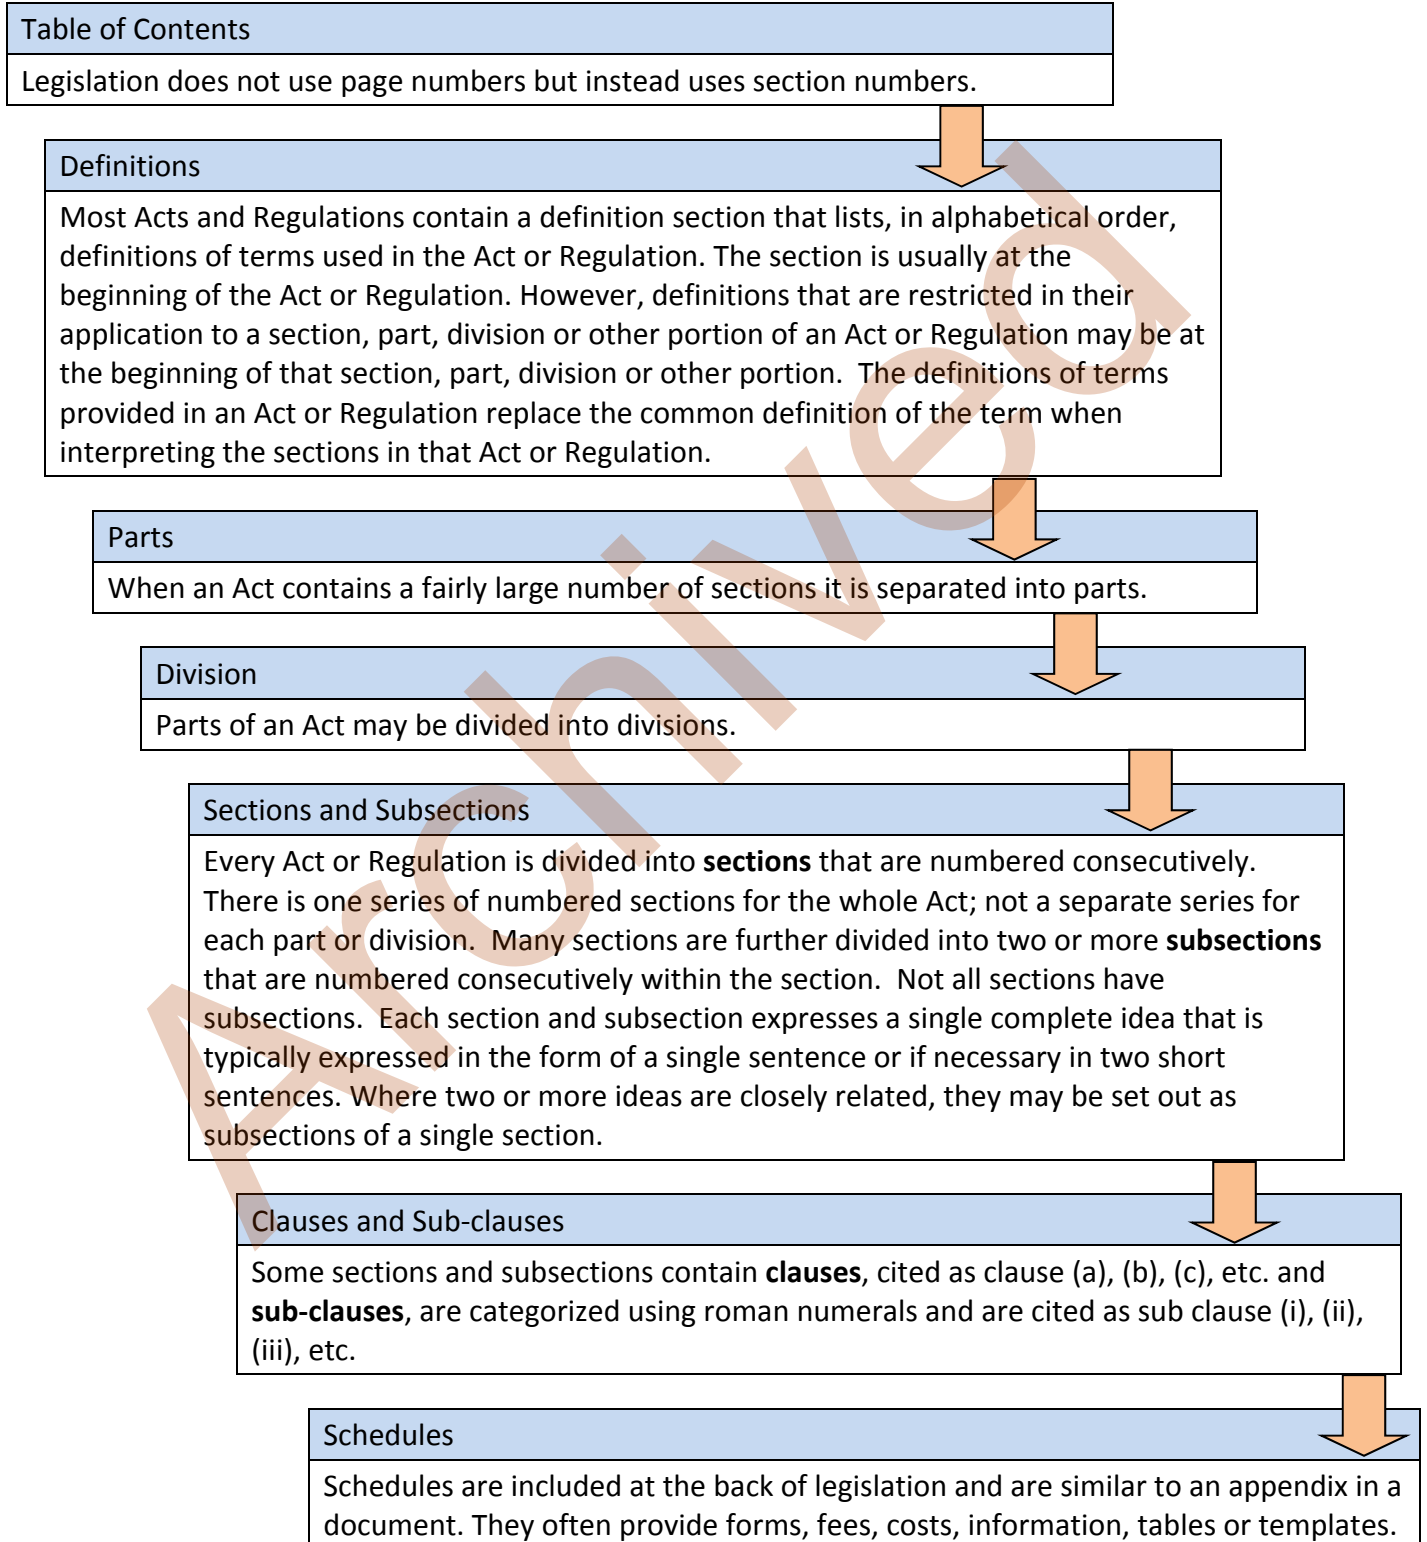 Table of Contents
Legislation does not use page numbers but instead uses section numbers.
Definitions
Most Acts and Regulations contain a definition section that lists, in alphabetical order,
definitions of terms used in the Act or Regulation. The section is usually at the
beginning of the Act or Regulation. However, definitions that are restricted in their
application to a section, part, division or other portion of an Act or Regulation may be at
the beginning of that section, part, division or other portion.  The definitions of terms
provided in an Act or Regulation replace the common definition of the term when
interpreting the sections in that Act or Regulation.
Parts
When an Act contains a fairly large number of sections it is separated into parts.
Division
Parts of an Act may be divided into divisions.
Sections and Subsections
Every Act or Regulation is divided into sections that are numbered consecutively.
There is one series of numbered sections for the whole Act; not a separate series for
each part or division.  Many sections are further divided into two or more subsections
that are numbered consecutively within the section.  Not all sections have
subsections.  Each section and subsection expresses a single complete idea that is
typically expressed in the form of a single sentence or if necessary in two short
sentences. Where two or more ideas are closely related, they may be set out as
subsections of a single section.
Clauses and Sub-clauses
Some sections and subsections contain clauses, cited as clause (a), (b), (c), etc. and
sub-clauses, are categorized using roman numerals and are cited as sub clause (i), (ii),
(iii), etc.
Schedules
Schedules are included at the back of legislation and are similar to an appendix in a
document. They often provide forms, fees, costs, information, tables or templates.
Archived